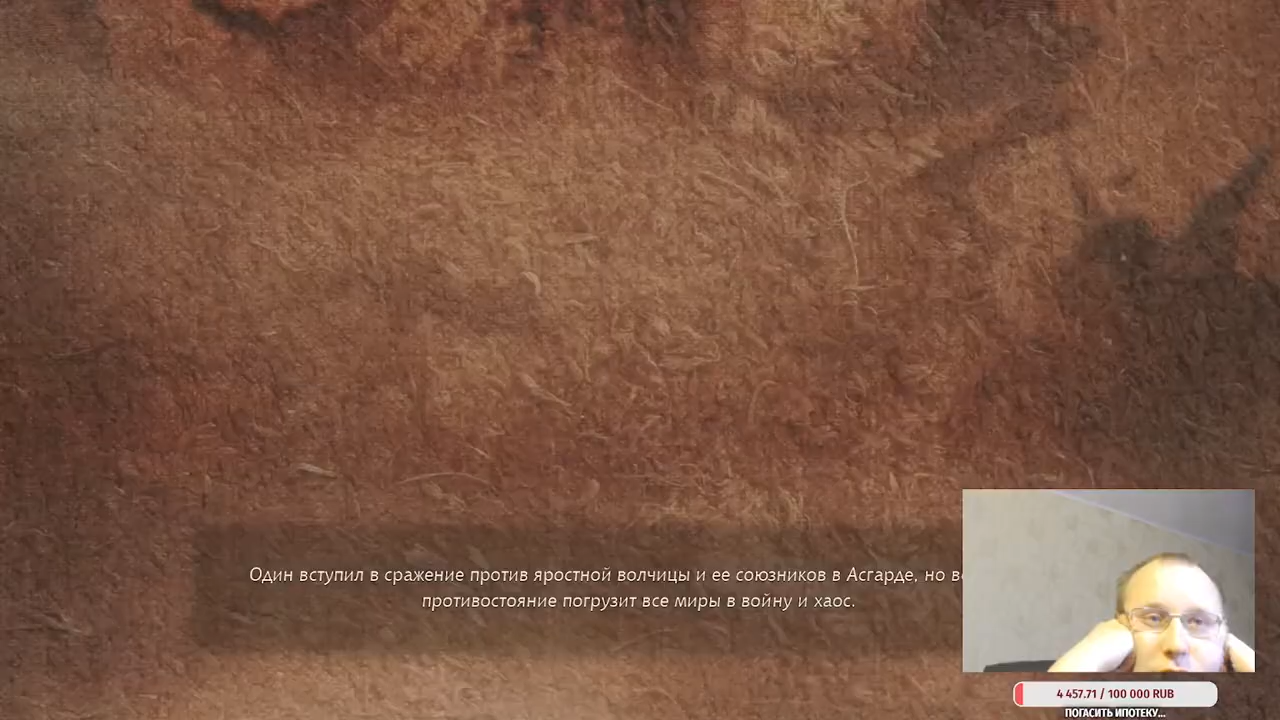 Один вступил в сражение против яростной волчицы и ее союзников в Асгарде, но
противостояние погрузит все миры в войну и хаос.
4 457.71 / 100 000 RUB
ПОГАСИТЬ ИПОТЕКУ...